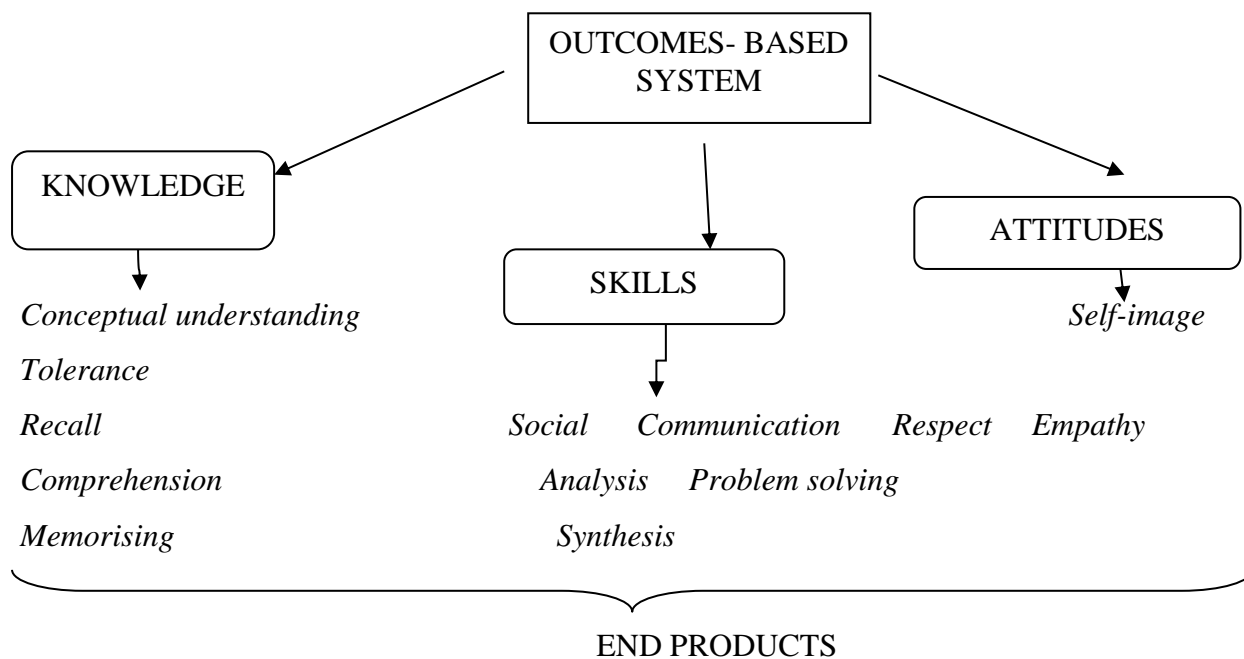 OUTCOMES- BASED
SYSTEM
KNOWLEDGE
ATTITUDES
SKILLS
Conceptual understanding
Self-image
Tolerance
Recall
Social Communication Respect Empathy
Comprehension
Analysis Problem solving
Memorising
Synthesis
END PRODUCTS